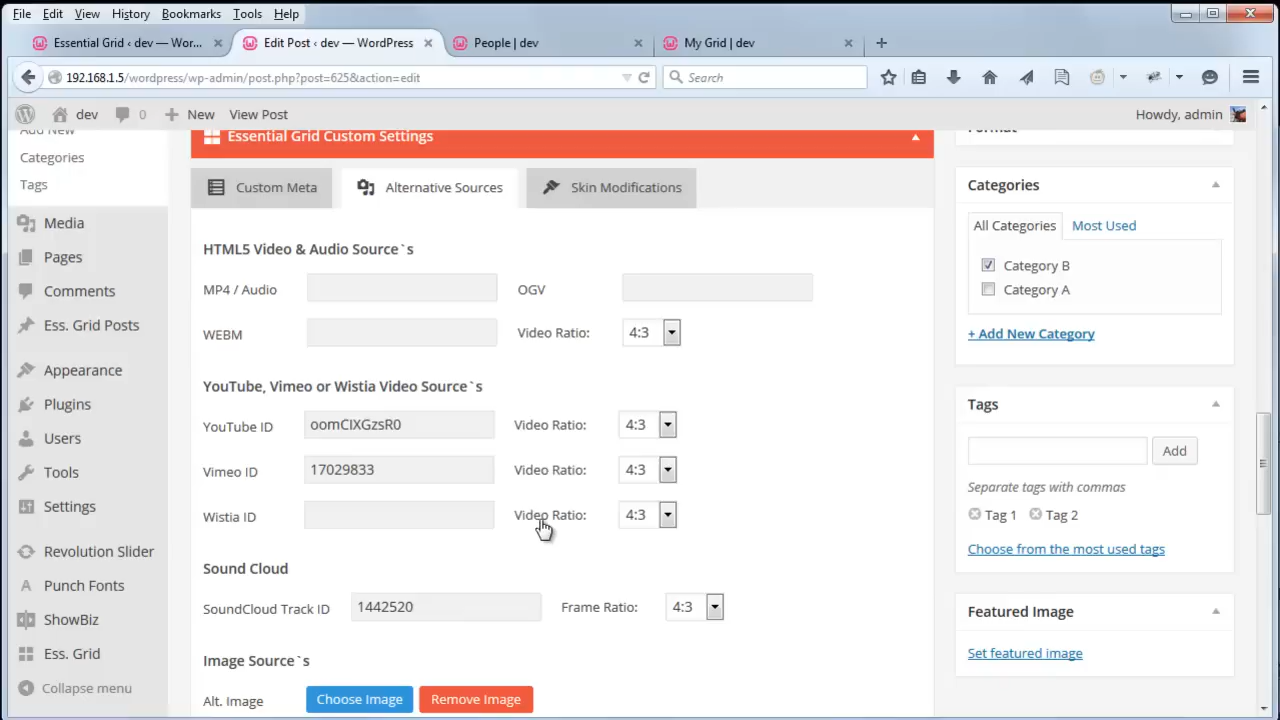 File Edit View History Bookmarks Tools Help
Essential Grid ‹ dev — Wor... × Edit Post ‹ dev — WordPress × People | dev × My Grid | dev × +
192.168.1.5/wordpress/wp-admin/post.php?post=625&action=edit Search
dev 0 + New View Post Howdy, admin
Add New
Categories
Tags
Media
Pages
Comments
Ess. Grid Posts
Appearance
Plugins
Users
Tools
Settings
Revolution Slider
Punch Fonts
ShowBiz
Ess. Grid
Collapse menu
Essential Grid Custom Settings
Custom Meta Alternative Sources Skin Modifications
HTML5 Video & Audio Source`s
MP4 / Audio OGV
WEBM Video Ratio: 4:3
YouTube, Vimeo or Wistia Video Source`s
YouTube ID oomCIXGzsR0 Video Ratio: 4:3
Vimeo ID 17029833 Video Ratio: 4:3
Wistia ID Video Ratio: 4:3
Sound Cloud
SoundCloud Track ID 1442520 Frame Ratio: 4:3
Image Source`s
Alt. Image Choose Image Remove Image
Format
Categories
All Categories Most Used
Category B
Category A
+ Add New Category
Tags
Add
Separate tags with commas
Tag 1 Tag 2
Choose from the most used tags
Featured Image
Set featured image